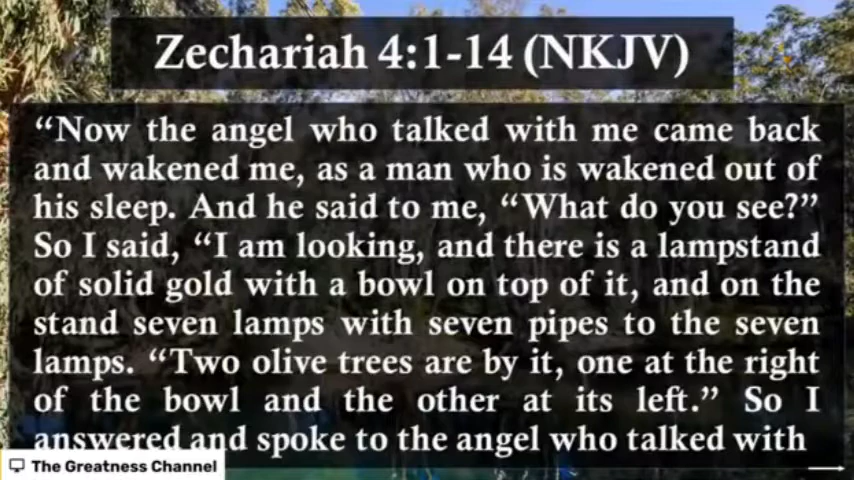 Zechariah 4:1-14 (NKJV)
“Now the angel who talked with me came back
and wakened me, as a man who is wakened out of
his sleep. And he said to me, “What do you see?”
So I said, “I am looking, and there is a lampstand
of solid gold with a bowl on top of it, and on the
stand seven lamps with seven pipes to the seven
lamps. “Two olive trees are by it, one at the right
of the bowl and the other at its left.” So I
answered and spoke to the angel who talked with
The Greatness Channel